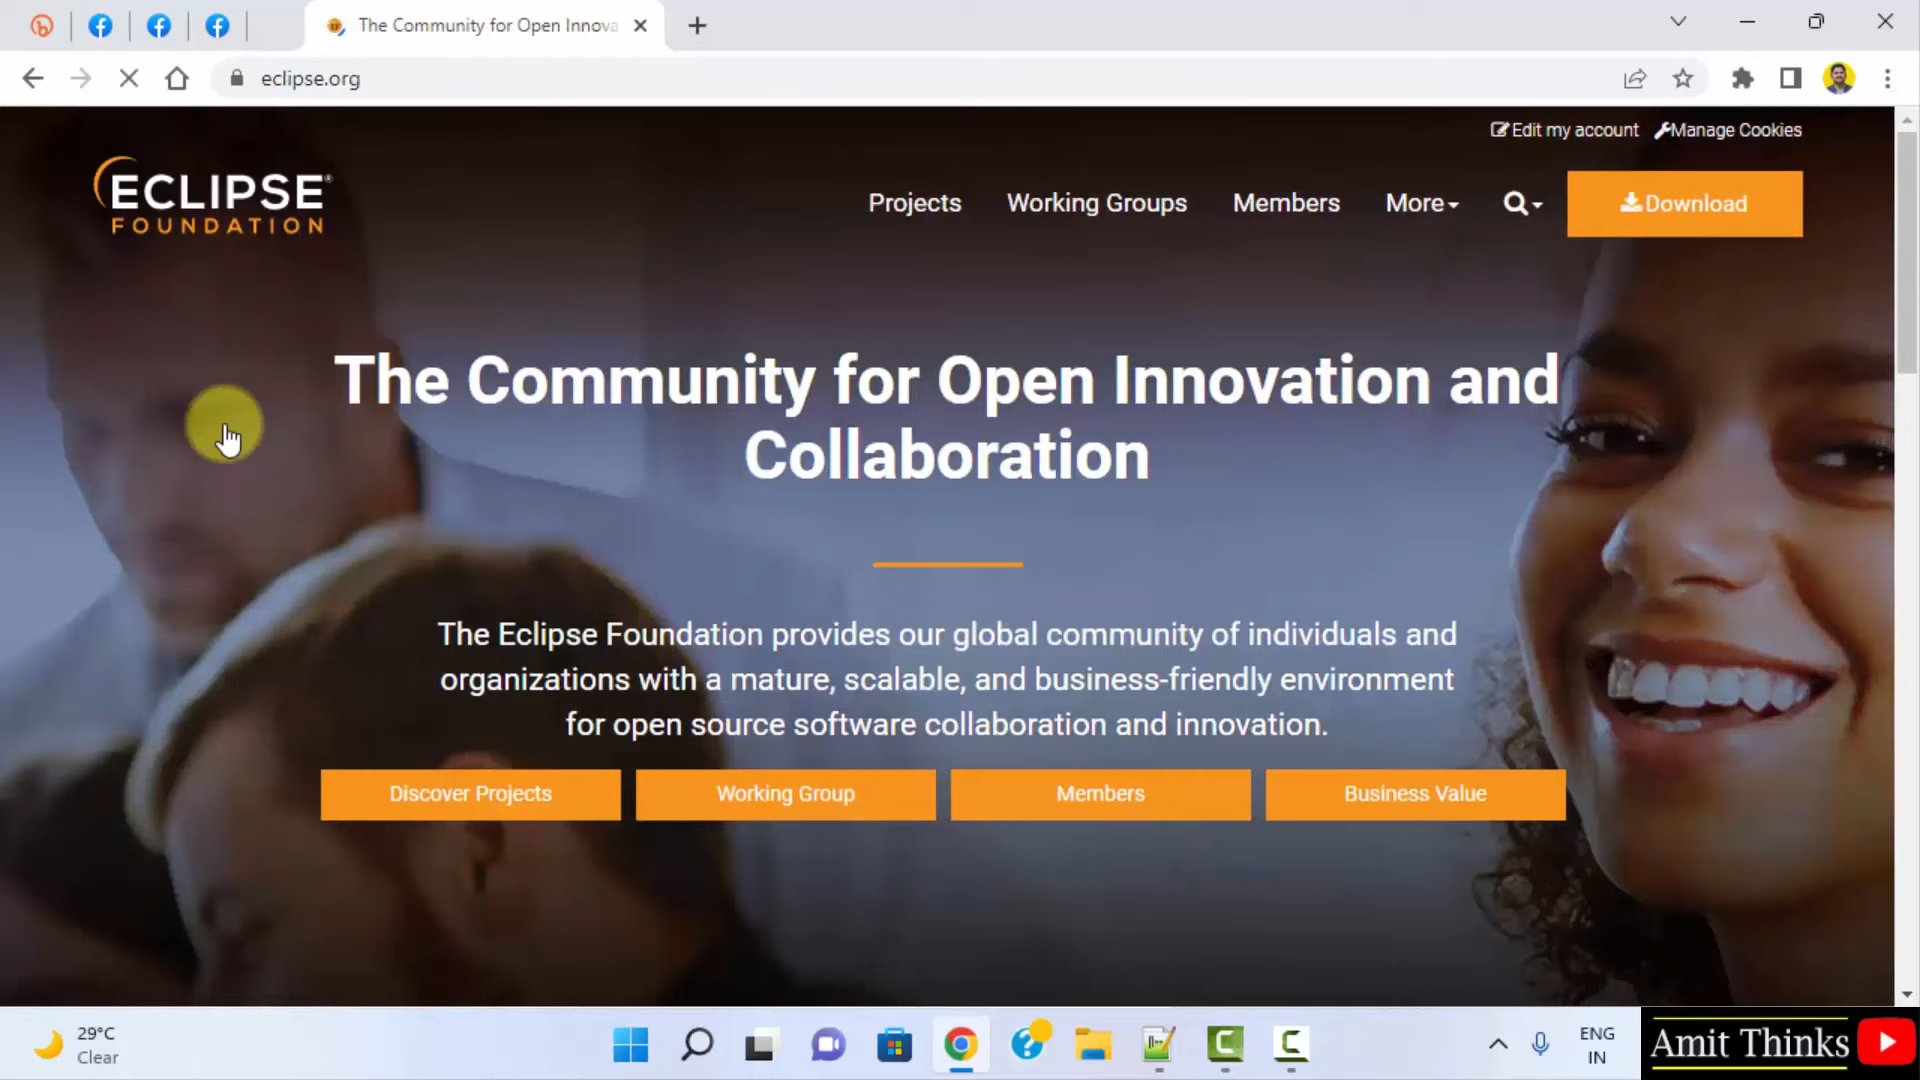 The Community for Open Innova
eclipse.org
Edit my account Manage Cookies
ECLIPSE®
FOUNDATION
Projects Working Groups Members More Download
The Community for Open Innovation and
Collaboration
The Eclipse Foundation provides our global community of individuals and
organizations with a mature, scalable, and business-friendly environment
for open source software collaboration and innovation.
Discover Projects Working Group Members Business Value
29°C
Clear
ENG
IN
Amit Thinks